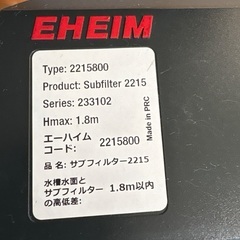 EHEIM
Type: 2215800
Product: Subfilter 2215
Series: 233102
Hmax: 1.8m
エーハイム
コード: 2215800
品 名: サブフィルター2215
水槽水面と
サブフィルター 1.8m以内
の高低差:
Made in PRC